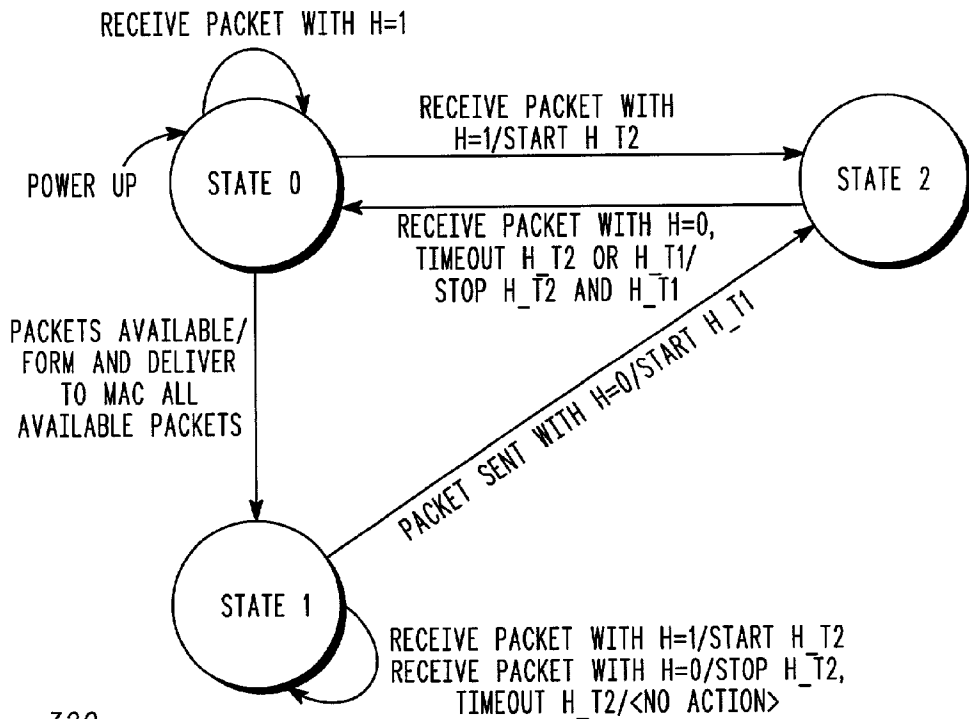 RECEIVE PACKET WITH H=1
RECEIVE PACKET WITH
H=1/START H_T2
POWER UP
STATE 0
STATE 2
RECEIVE PACKET WITH H=0,
TIMEOUT H_T2 OR H_T1/
STOP H_T2 AND H_T1
PACKETS AVAILABLE/
FORM AND DELIVER
TO MAC ALL
AVAILABLE PACKETS
PACKET SENT WITH H=0/START H_T1
STATE 1
RECEIVE PACKET WITH H=1/START H_T2
RECEIVE PACKET WITH H=0/STOP H_T2,
TIMEOUT H_T2/<NO ACTION>